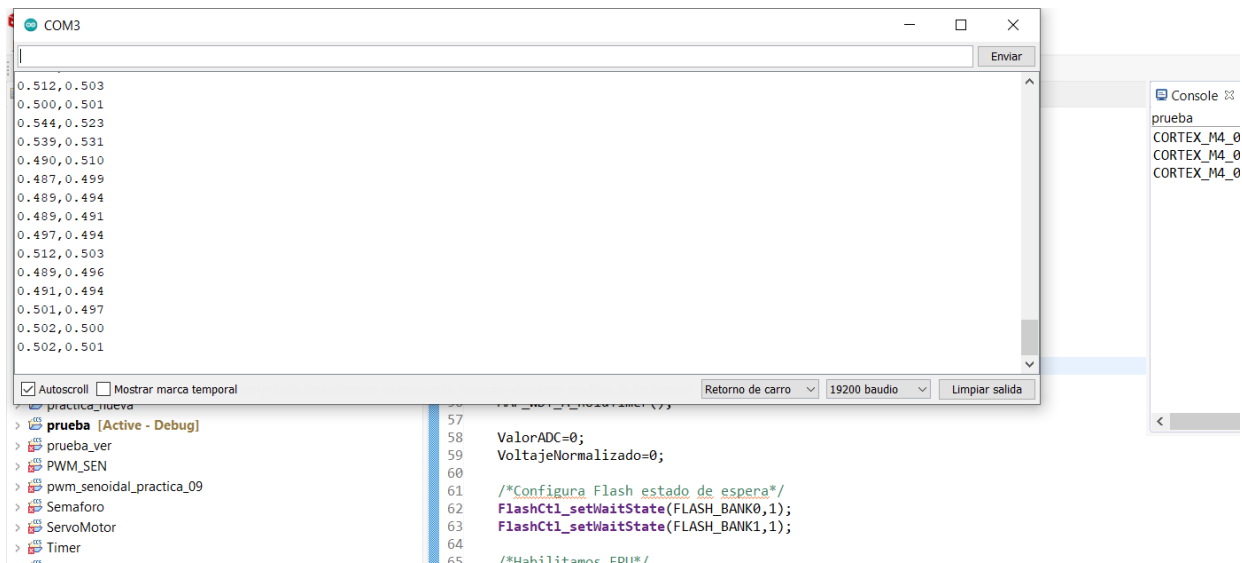 COM3
Enviar
0.512,0.503
0.500,0.501
0.544,0.523
0.539,0.531
0.490,0.510
0.487,0.499
0.489,0.494
0.489,0.491
0.497,0.494
0.512,0.503
0.489,0.496
0.491,0.494
0.501,0.497
0.502,0.500
0.502,0.501
Autoscroll Mostrar marca temporal Retorno de carro 19200 baudio Limpiar salida
Console
prueba
CORTEX_M4_0
CORTEX_M4_0
CORTEX_M4_0
practica_nueva
prueba [Active - Debug]
prueba_ver
PWM_SEN
pwm_senoidal_practica_09
Semaforo
ServoMotor
Timer
57
58 ValorADC=0;
59 VoltajeNormalizado=0;
60
61 /*Configura Flash estado de espera*/
62 FlashCtl_setWaitState(FLASH_BANK0,1);
63 FlashCtl_setWaitState(FLASH_BANK1,1);
64
65 /*Habilitamos FPU*/